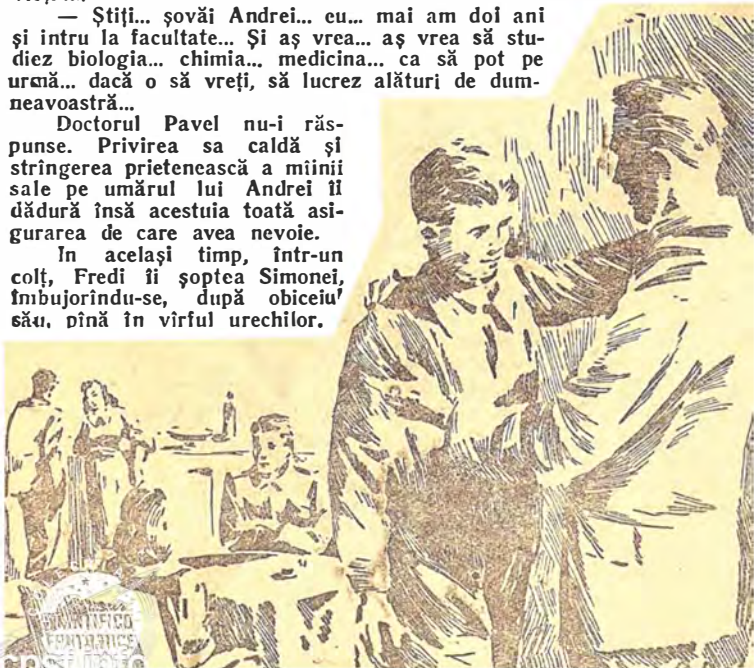 — Știți... șovăi Andrei... eu... mai am doi ani
și intru la facultate... Și aș vrea... aș vrea să stu-
diez biologia... chimia... medicina... ca să pot pe
urmă... dacă o să vreți, să lucrez alături de dum-
neavoastră...
Doctorul Pavel nu-i răs-
punse. Privirea sa caldă și
strîngerea prietenească a mîinii
sale pe umărul lui Andrei îi
dădură însă acestuia toată asi-
gurarea de care avea nevoie.
In același timp, într-un
colț, Fredi îi șoptea Simonei,
îmbujorîndu-se, după obiceiul
său, pînă în vîrful urechilor.